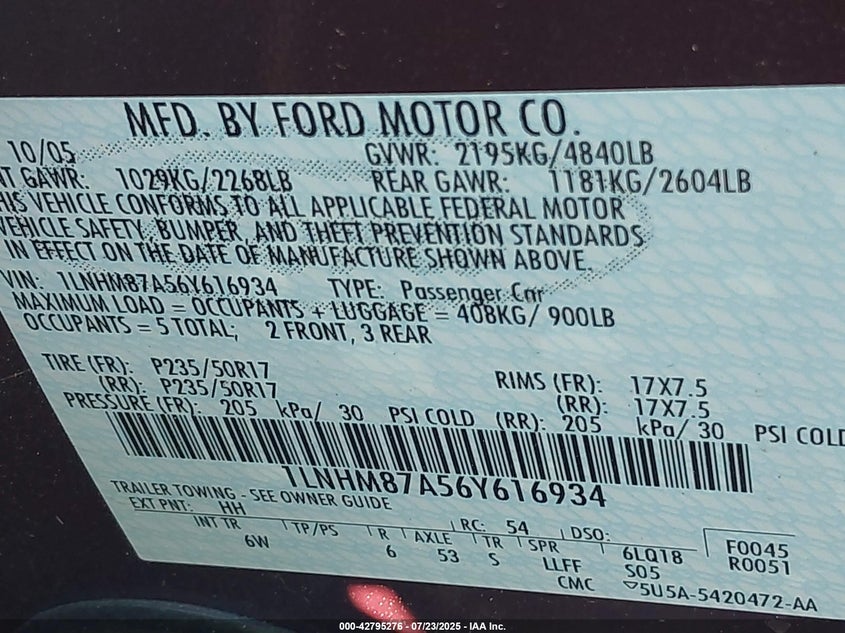 MFD. BY FORD MOTOR CO.
10/05 GVWR: 2195KG/4840LB
NT GAWR: 1029KG/2268LB REAR GAWR: 1181KG/2604LB
HIS VEHICLE CONFORMS TO ALL APPLICABLE FEDERAL MOTOR
VEHICLE SAFETY, BUMPER, AND THEFT PREVENTION STANDARDS
IN EFFECT ON THE DATE OF MANUFACTURE SHOWN ABOVE.
VIN: 1LNHM87A56Y616934 TYPE: Passenger Car
MAXIMUM LOAD = OCCUPANTS + LUGGAGE = 408KG/ 900LB
OCCUPANTS = 5 TOTAL; 2 FRONT, 3 REAR
TIRE (FR): P235/50R17 RIMS (FR): 17X7.5
(RR): P235/50R17 (RR): 17X7.5
PRESSURE (FR): 205 kPa/ 30 PSI COLD (RR): 205 kPa/ 30 PSI COLD
1LNHM87A56Y616934
TRAILER TOWING - SEE OWNER GUIDE
EXT PNT: HH RC: 54 DSO: F0045
INT TR TP/PS R AXLE TR SPR 6LQ18 R0051
6W 6 53 S LLFF S05
CMC 5U5A-5420472-AA
000-42795276 - 07/23/2025 - IAA Inc.